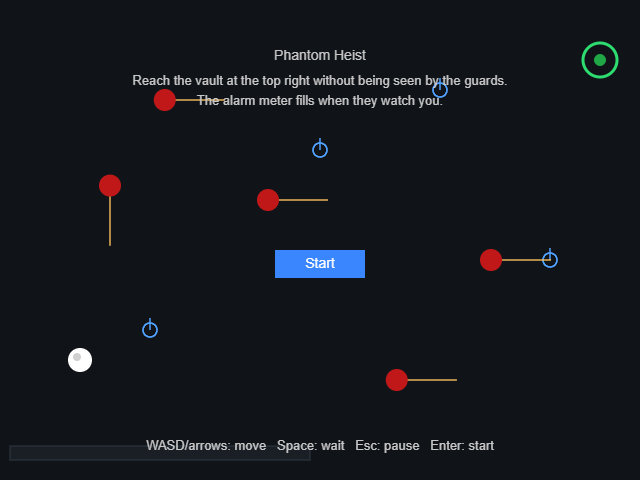 Phantom Heist
Reach the vault at the top right without being seen by the guards.
The alarm meter fills when they watch you.
Start
WASD/arrows: move   Space: wait   Esc: pause   Enter: start